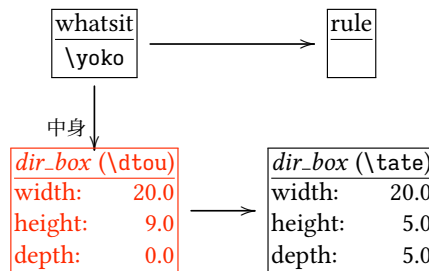 whatsit
\yoko
rule
中身
dir_box (\dtou)
width: 20.0
height: 9.0
depth: 0.0
dir_box (\tate)
width: 20.0
height: 5.0
depth: 5.0